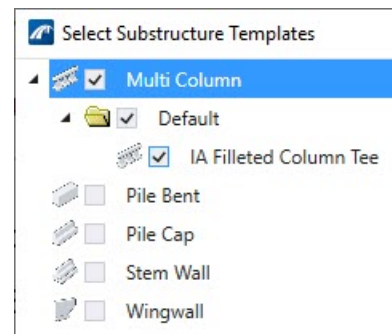 Select Substructure Templates
Multi Column
Default
IA Filleted Column Tee
Pile Bent
Pile Cap
Stem Wall
Wingwall